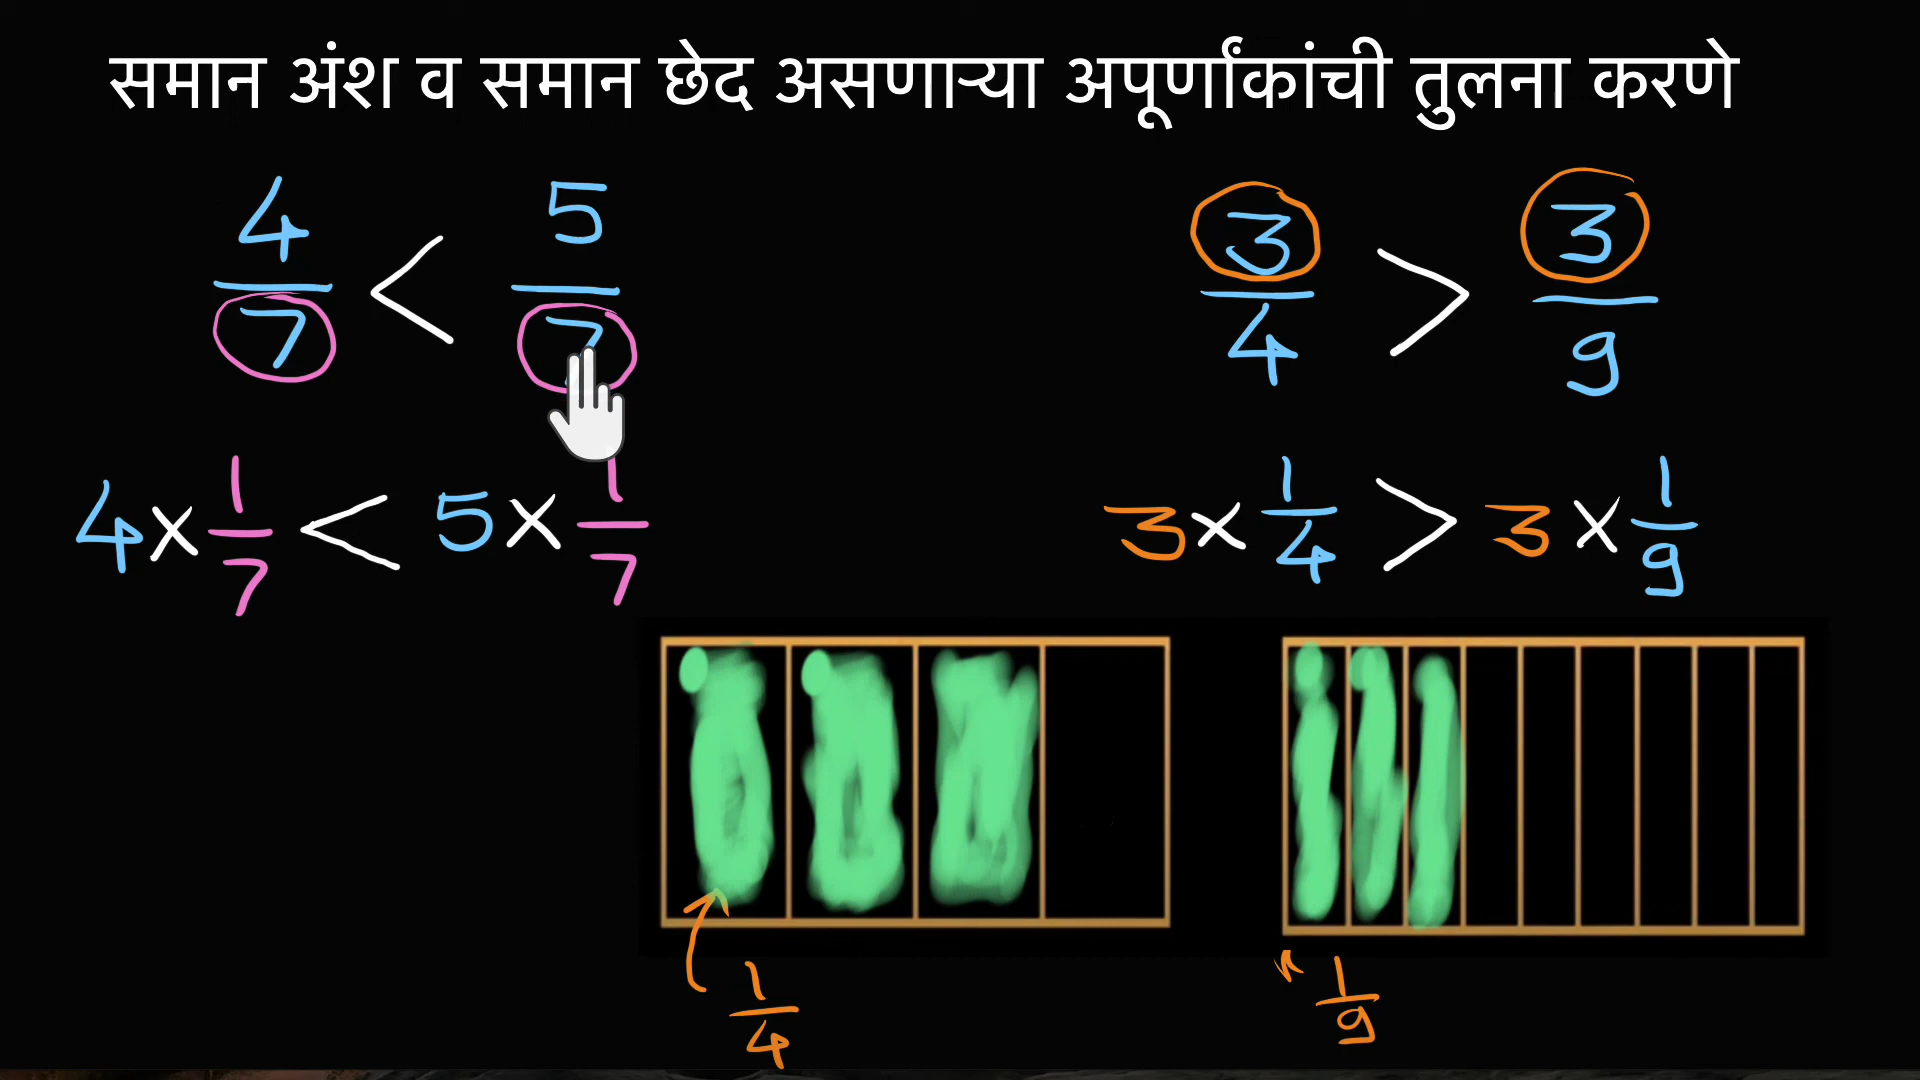 समान अंश व समान छेद असणाऱ्या अपूर्णांकांची तुलना करणे
4/7 < 5/7
3/4 > 3/9
4 × 1/7 < 5 × 1/7
3 × 1/4 > 3 × 1/9
1/4
1/9